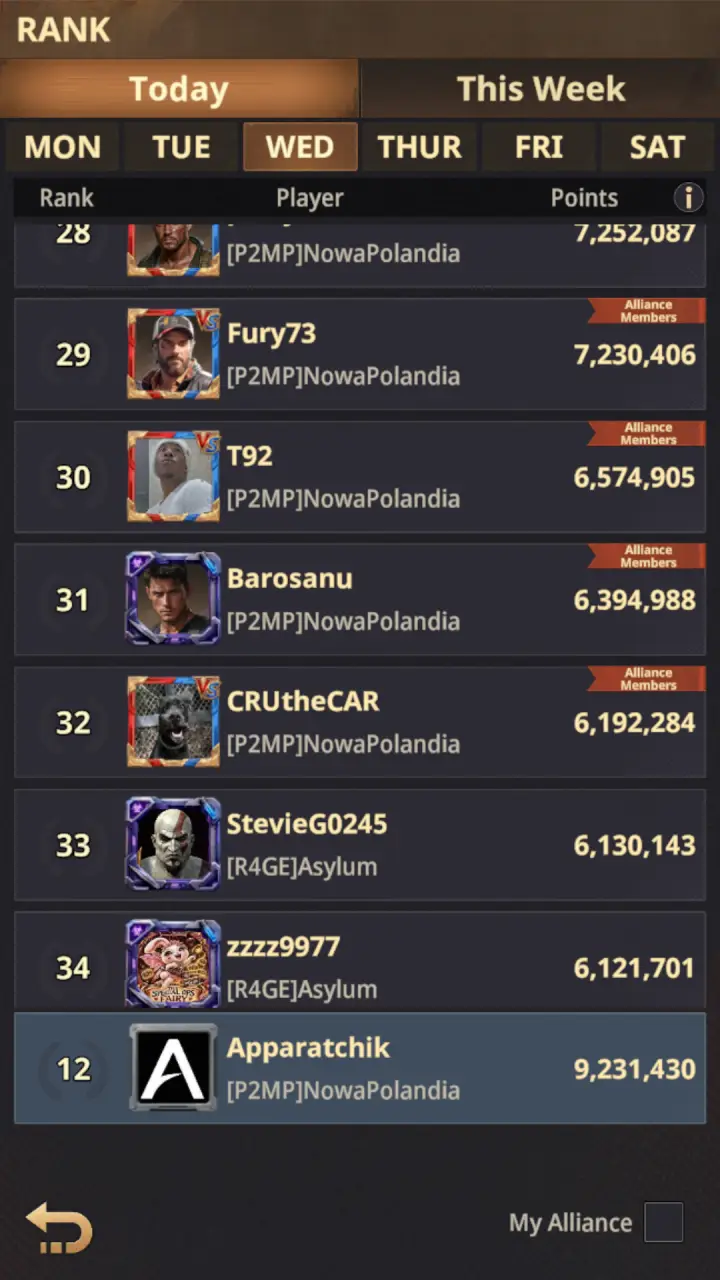 RANK
Today
This Week
MON TUE WED THUR FRI SAT
Rank Player Points i
28
7,252,087
[P2MP]NowaPolandia
Alliance
Members
29
Fury73
7,230,406
[P2MP]NowaPolandia
Alliance
Members
30
T92
6,574,905
[P2MP]NowaPolandia
Alliance
Members
31
Barosanu
6,394,988
[P2MP]NowaPolandia
Alliance
Members
32
CRUtheCAR
6,192,284
[P2MP]NowaPolandia
33
StevieG0245
6,130,143
[R4GE]Asylum
34
zzzz9977
6,121,701
[R4GE]Asylum
12
Apparatchik
9,231,430
[P2MP]NowaPolandia
My Alliance